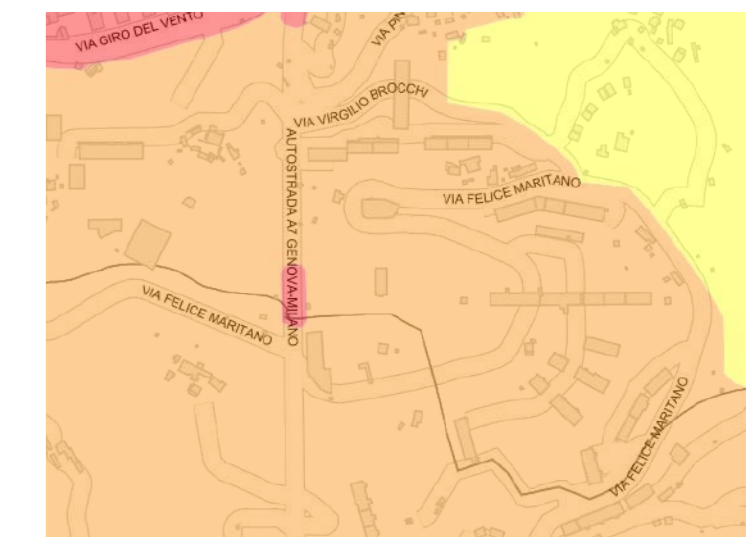 VIA GIRO DEL VENTO
VIA
VIA VIRGILIO BROCCHI
AUTOSTRADA A7 GENOVA-MILANO
VIA FELICE MARITANO
VIA FELICE MARITANO
VIA FELICE MARITANO